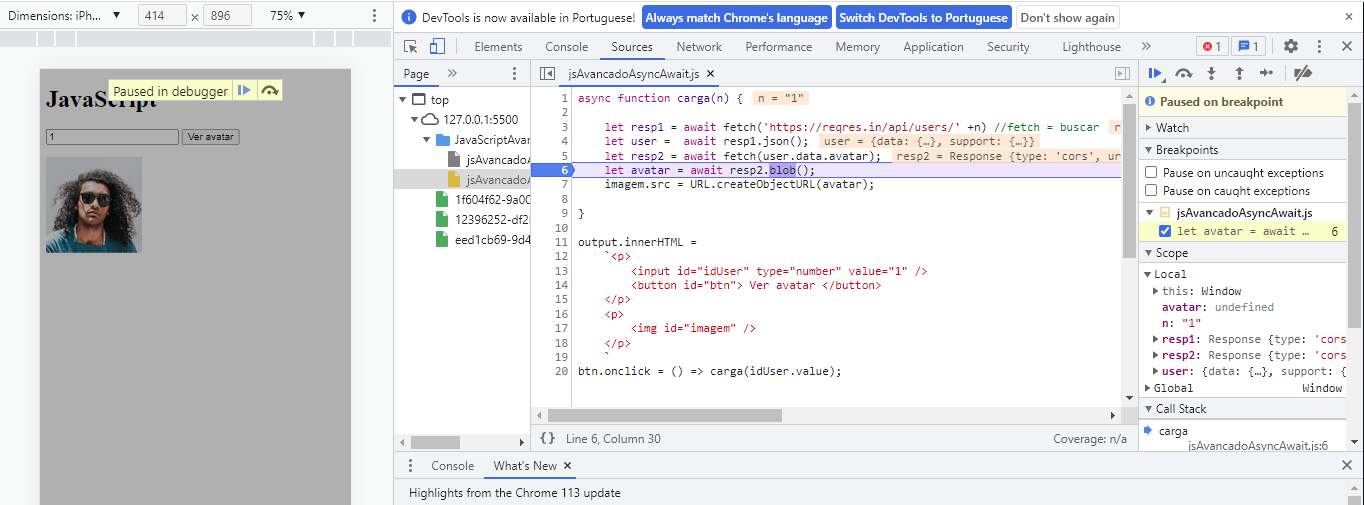 Dimensions: iPh... ▼ 414 × 896 75% ▼
JavaScript
Paused in debugger
1 Ver avatar
DevTools is now available in Portuguese! Always match Chrome's language Switch DevTools to Portuguese Don't show again
Elements Console Sources Network Performance Memory Application Security Lighthouse » 1 1
Page » jsAvancadoAsyncAwait.js ×
top
127.0.0.1:5500
JavaScriptAvar
jsAvancadoA
jsAvancadoA
1f604f62-9a00
12396252-df2
eed1cb69-9d4
1 async function carga(n) { n = "1"
2
3 let resp1 = await fetch('https://reqres.in/api/users/' +n) //fetch = buscar r
4 let user = await resp1.json(); user = {data: {…}, support: {…}}
5 let resp2 = await fetch(user.data.avatar); resp2 = Response {type: 'cors', ur
6 let avatar = await resp2.blob();
7 imagem.src = URL.createObjectURL(avatar);
8
9 }
10
11 output.innerHTML =
12 `<p>
13 <input id="idUser" type="number" value="1" />
14 <button id="btn"> Ver avatar </button>
15 </p>
16 <p>
17 <img id="imagem" />
18 </p>
19 `
20 btn.onclick = () => carga(idUser.value);
{} Line 6, Column 30 Coverage: n/a
Paused on breakpoint
Watch
Breakpoints
Pause on uncaught exceptions
Pause on caught exceptions
jsAvancadoAsyncAwait.js
let avatar = await … 6
Scope
Local
this: Window
avatar: undefined
n: "1"
resp1: Response {type: 'cors
resp2: Response {type: 'cors
user: {data: {…}, support: {
Global Window
Call Stack
carga
jsAvancadoAsyncAwait.js:6
Console What's New ×
Highlights from the Chrome 113 update